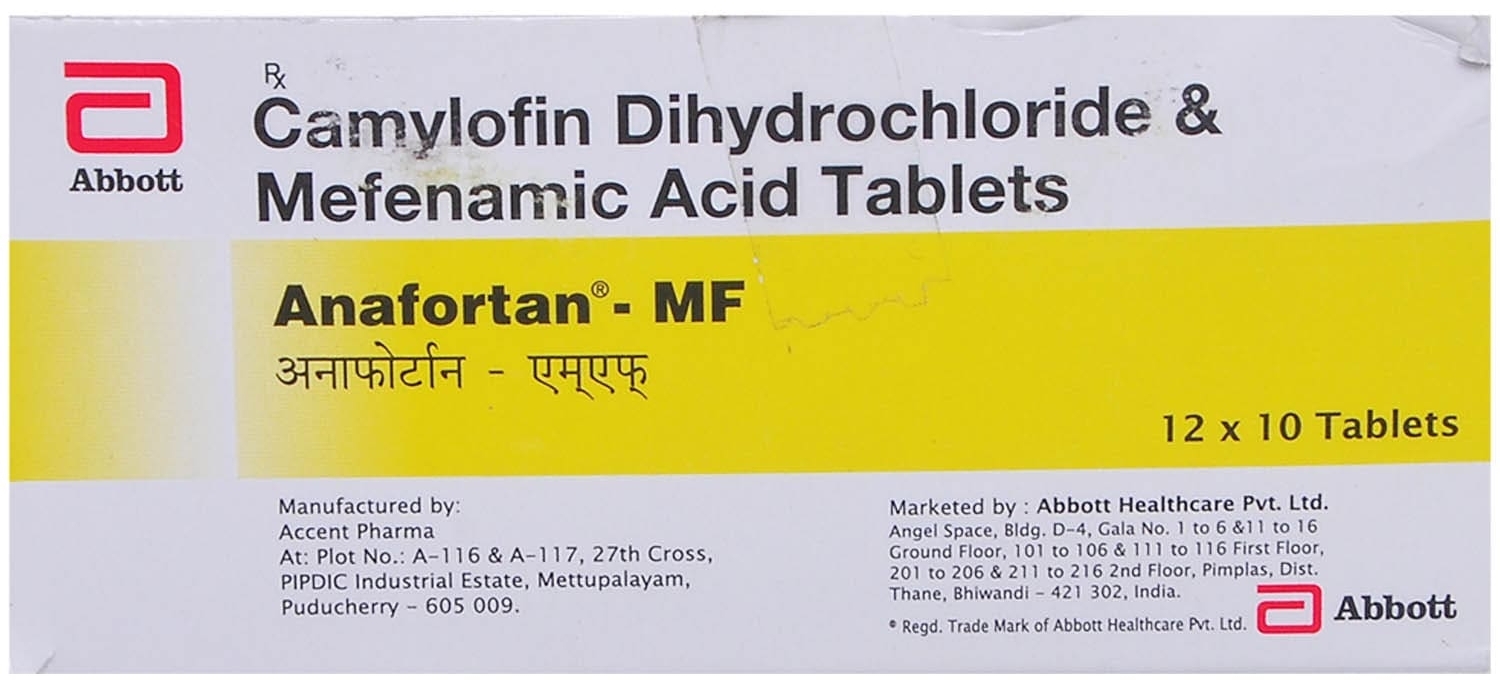 Abbott
Rx
Camylofin Dihydrochloride &
Mefenamic Acid Tablets
Anafortan® - MF
अनाफोर्टान - एम्एफ्
12 x 10 Tablets
Manufactured by:
Accent Pharma
At: Plot No.: A-116 & A-117, 27th Cross,
PIPDIC Industrial Estate, Mettupalayam,
Puducherry - 605 009.
Marketed by : Abbott Healthcare Pvt. Ltd.
Angel Space, Bldg. D-4, Gala No. 1 to 6 &11 to 16
Ground Floor, 101 to 106 & 111 to 116 First Floor,
201 to 206 & 211 to 216 2nd Floor, Pimplas, Dist.
Thane, Bhiwandi - 421 302, India.
® Regd. Trade Mark of Abbott Healthcare Pvt. Ltd.
Abbott